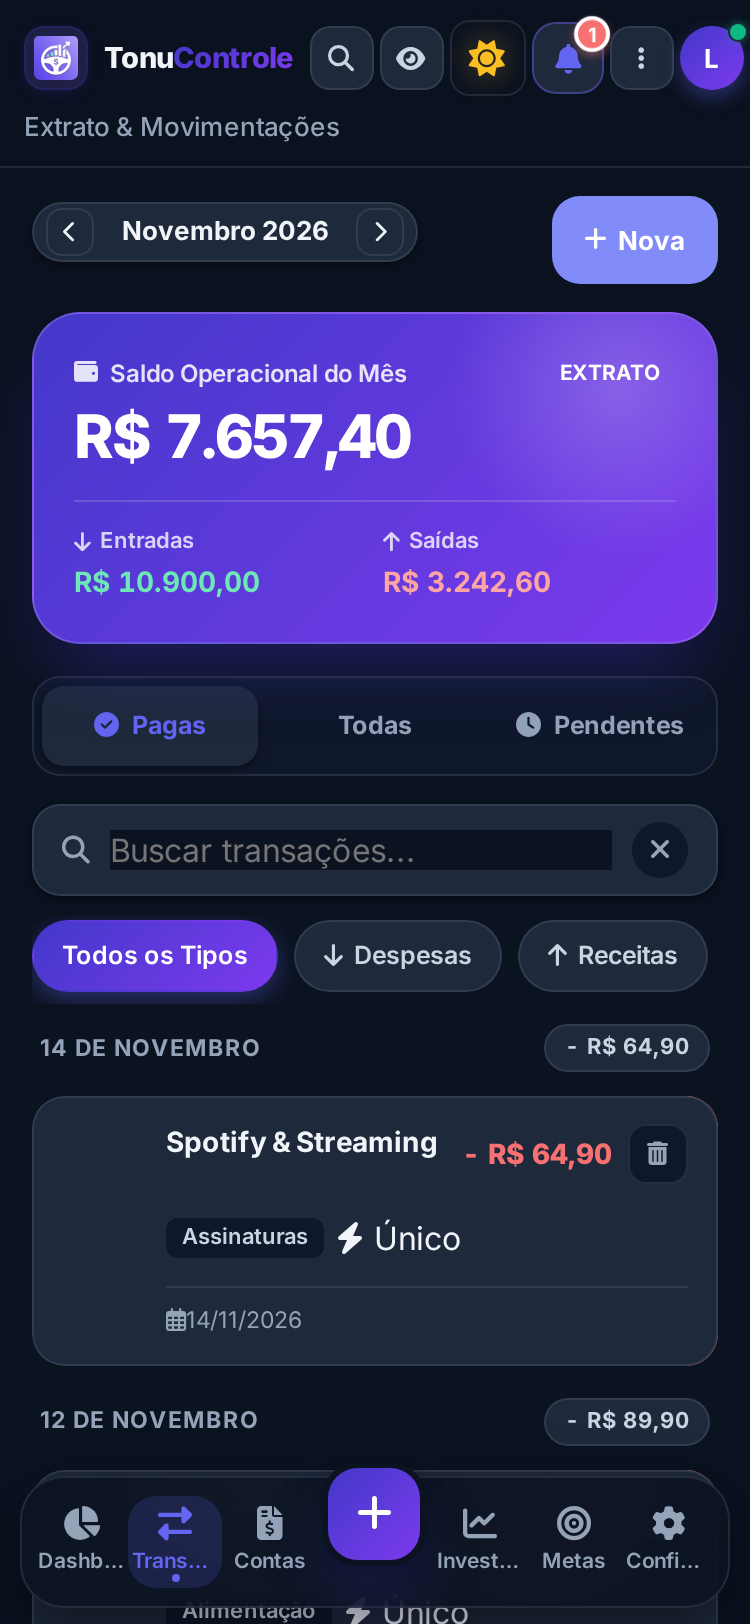 TonuControle
1
L
Extrato & Movimentações
Novembro 2026
+ Nova
Saldo Operacional do Mês
EXTRATO
R$ 7.657,40
Entradas
Saídas
R$ 10.900,00
R$ 3.242,60
Pagas
Todas
Pendentes
Buscar transações...
Todos os Tipos
Despesas
Receitas
14 DE NOVEMBRO
- R$ 64,90
Spotify & Streaming
- R$ 64,90
Assinaturas
Único
14/11/2026
12 DE NOVEMBRO
- R$ 89,90
Dashb...
Trans...
Contas
Invest...
Metas
Confi...
Alimentação
Único